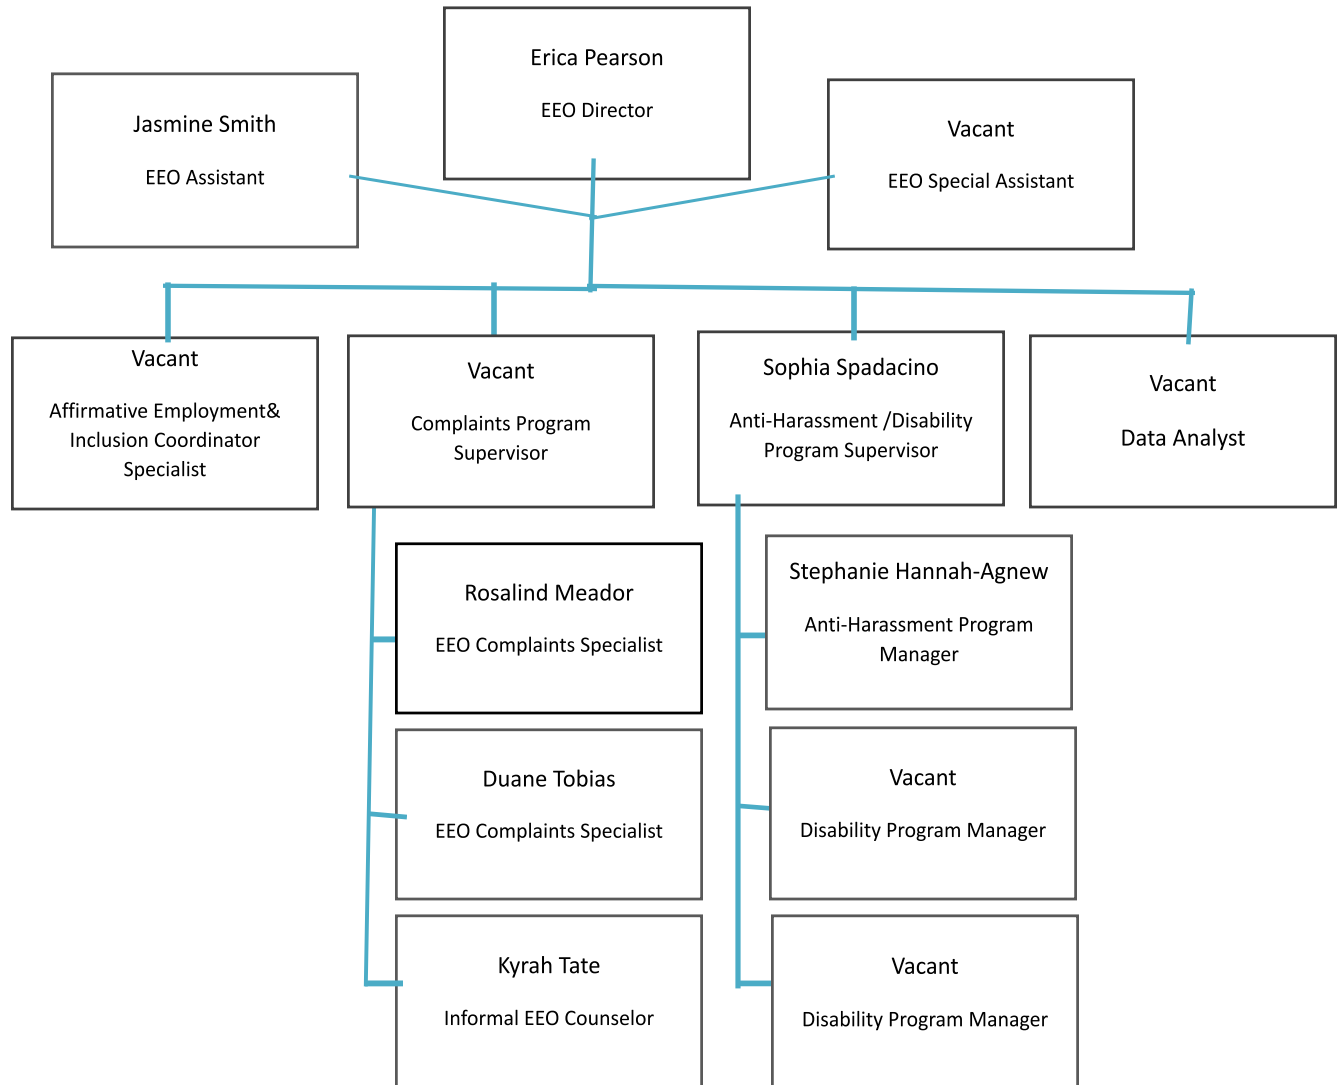 Erica Pearson
EEO Director
Jasmine Smith
EEO Assistant
Vacant
EEO Special Assistant
Vacant
Affirmative Employment&
Inclusion Coordinator
Specialist
Vacant
Complaints Program
Supervisor
Sophia Spadacino
Anti-Harassment /Disability
Program Supervisor
Vacant
Data Analyst
Rosalind Meador
EEO Complaints Specialist
Duane Tobias
EEO Complaints Specialist
Kyrah Tate
Informal EEO Counselor
Stephanie Hannah-Agnew
Anti-Harassment Program
Manager
Vacant
Disability Program Manager
Vacant
Disability Program Manager